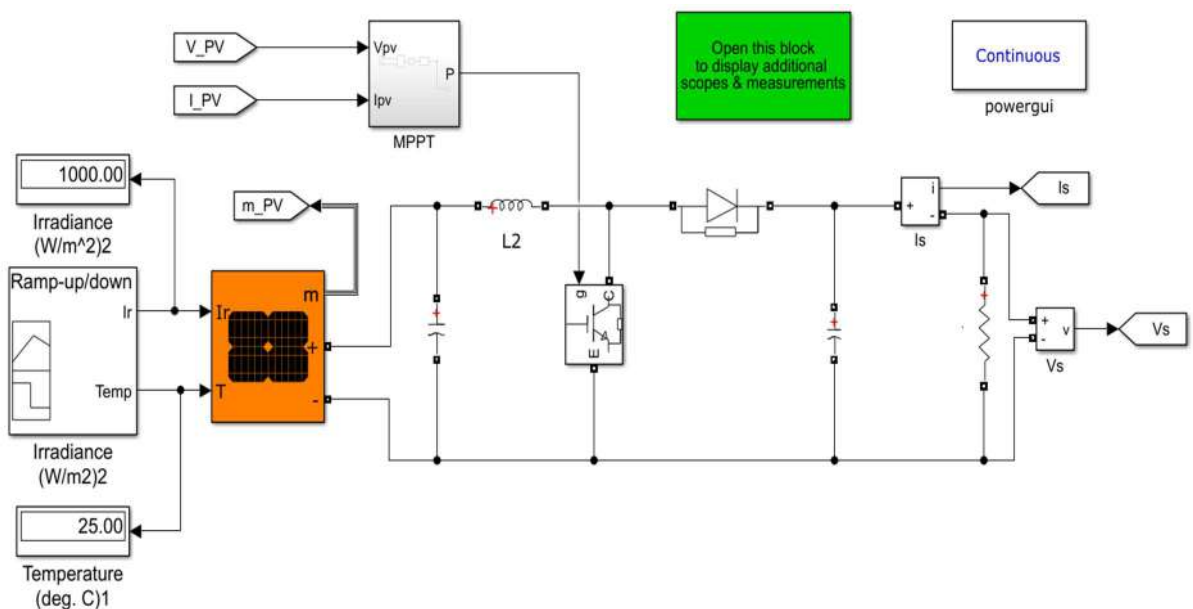 V_PV
I_PV
Vpv
Ipv
P
MPPT
Open this block
to display additional
scopes & measurements
Continuous
powergui
1000.00
Irradiance
(W/m^2)2
m_PV
L2
i
+
-
Is
Is
Ramp-up/down
Ir
Temp
Irradiance
(W/m2)2
Ir
T
m
+
-
+
+
g
C
E
+
+
+
-
v
Vs
Vs
25.00
Temperature
(deg. C)1